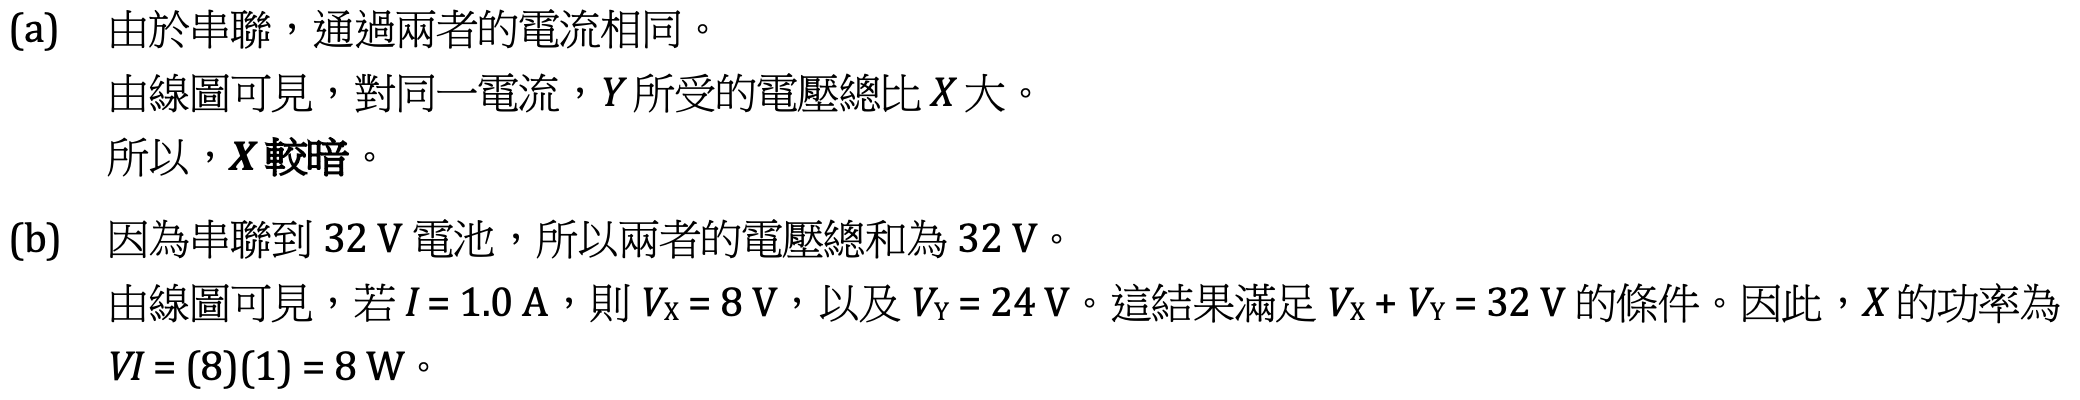 (a) 由於串聯，通過兩者的電流相同。
由線圖可見，對同一電流，Y 所受的電壓總比 X 大。
所以，X 較暗。
(b) 因為串聯到 32 V 電池，所以兩者的電壓總和為 32 V。
由線圖可見，若 I = 1.0 A，則 VX = 8 V，以及 VY = 24 V。這結果滿足 VX + VY = 32 V 的條件。因此，X 的功率為
VI = (8)(1) = 8 W。